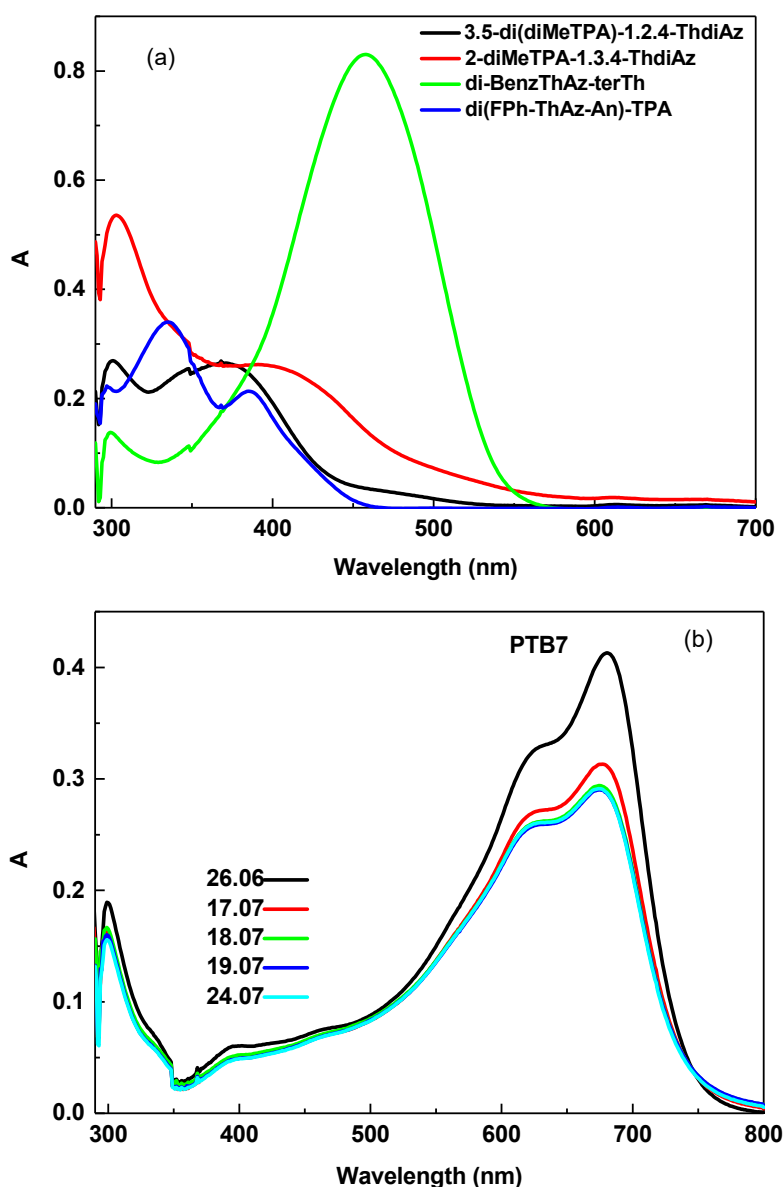 (a)
3.5-di(diMeTPA)-1.2.4-ThdiAz
2-diMeTPA-1.3.4-ThdiAz
di-BenzThAz-terTh
di(FPh-ThAz-An)-TPA
0.8
0.6
0.4
0.2
0.0
A
300 400 500 600 700
Wavelength (nm)
(b)
PTB7
0.4
0.3
0.2
0.1
0.0
A
26.06
17.07
18.07
19.07
24.07
300 400 500 600 700 800
Wavelength (nm)